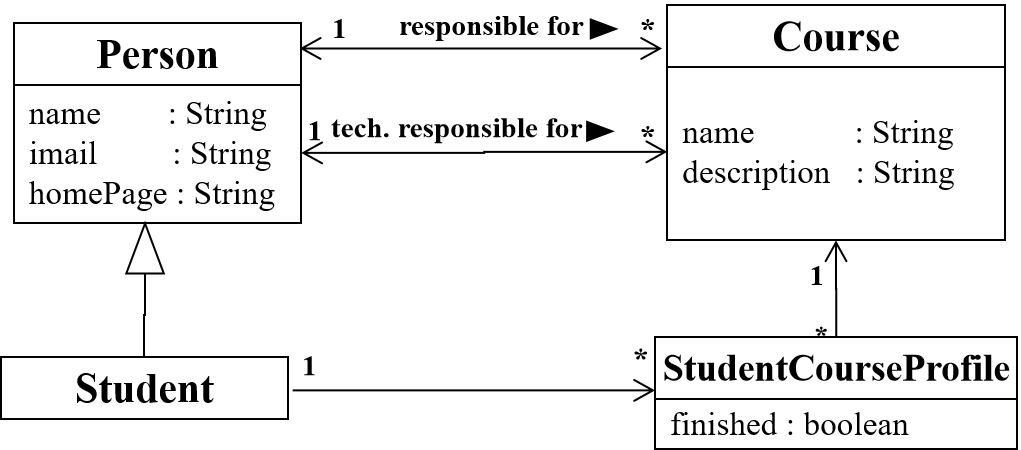 Person
name : String
imail : String
homePage : String
1 responsible for ► *
1 tech. responsible for ► *
Course
name : String
description : String
1
*
Student
1 *
StudentCourseProfile
finished : boolean